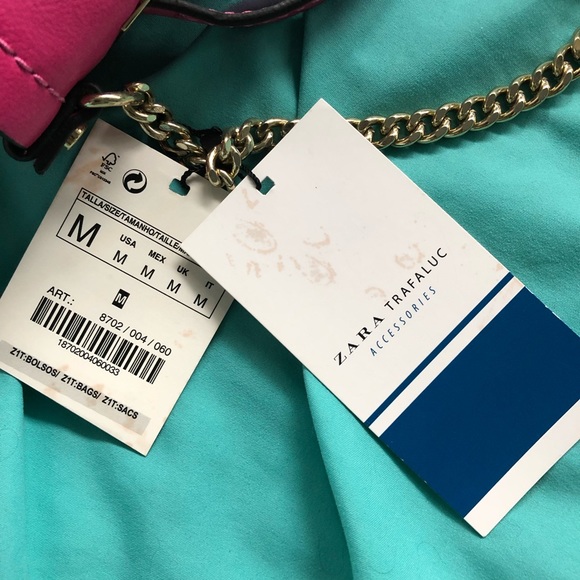 FSC
TALLA/SIZE/TAMANHO/TAILLE/
M
USA MEX UK IT
M M M M
M
ART.:
8702 / 004 / 060
18702004060033
Z1T:BOLSOS/ Z1T:BAGS/ Z1T:SACS
ZARA TRAFALUC
ACCESSORIES